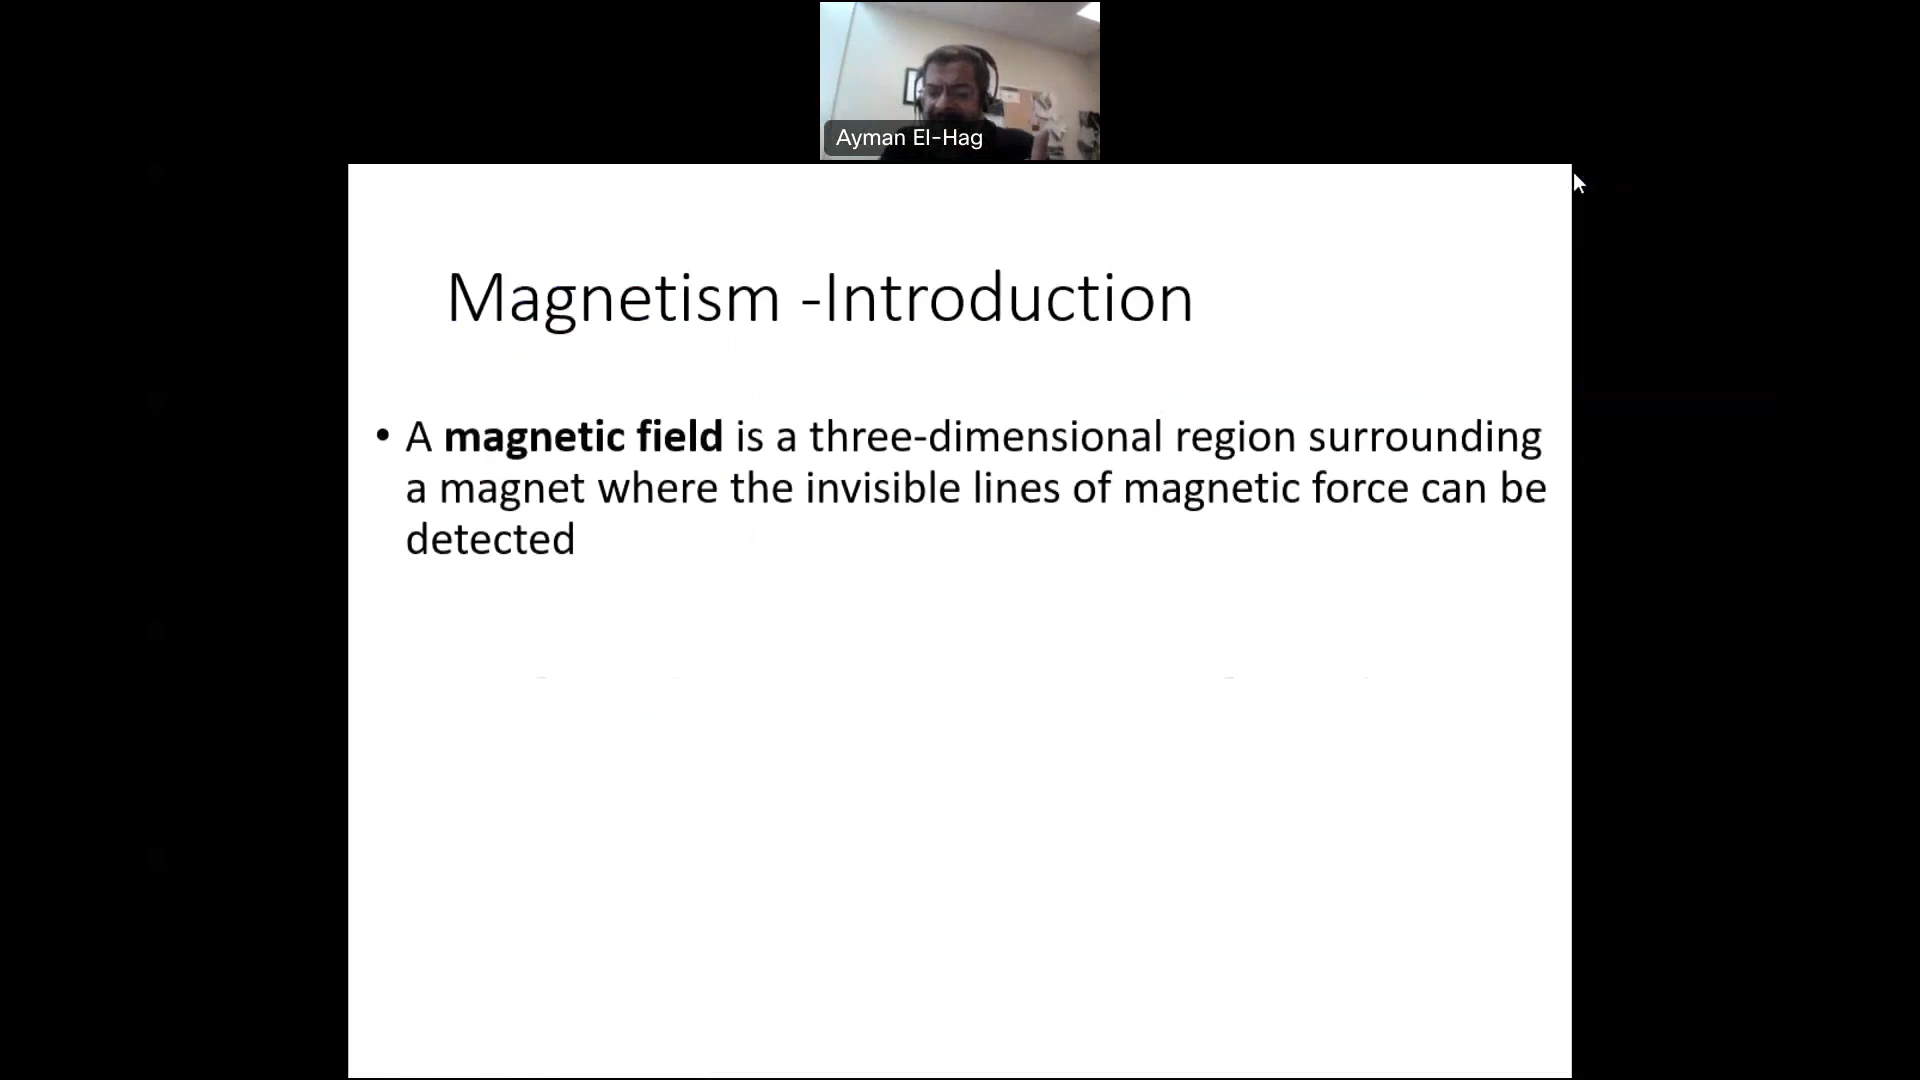 Ayman El-Hag
Magnetism -Introduction
• A magnetic field is a three-dimensional region surrounding
a magnet where the invisible lines of magnetic force can be
detected